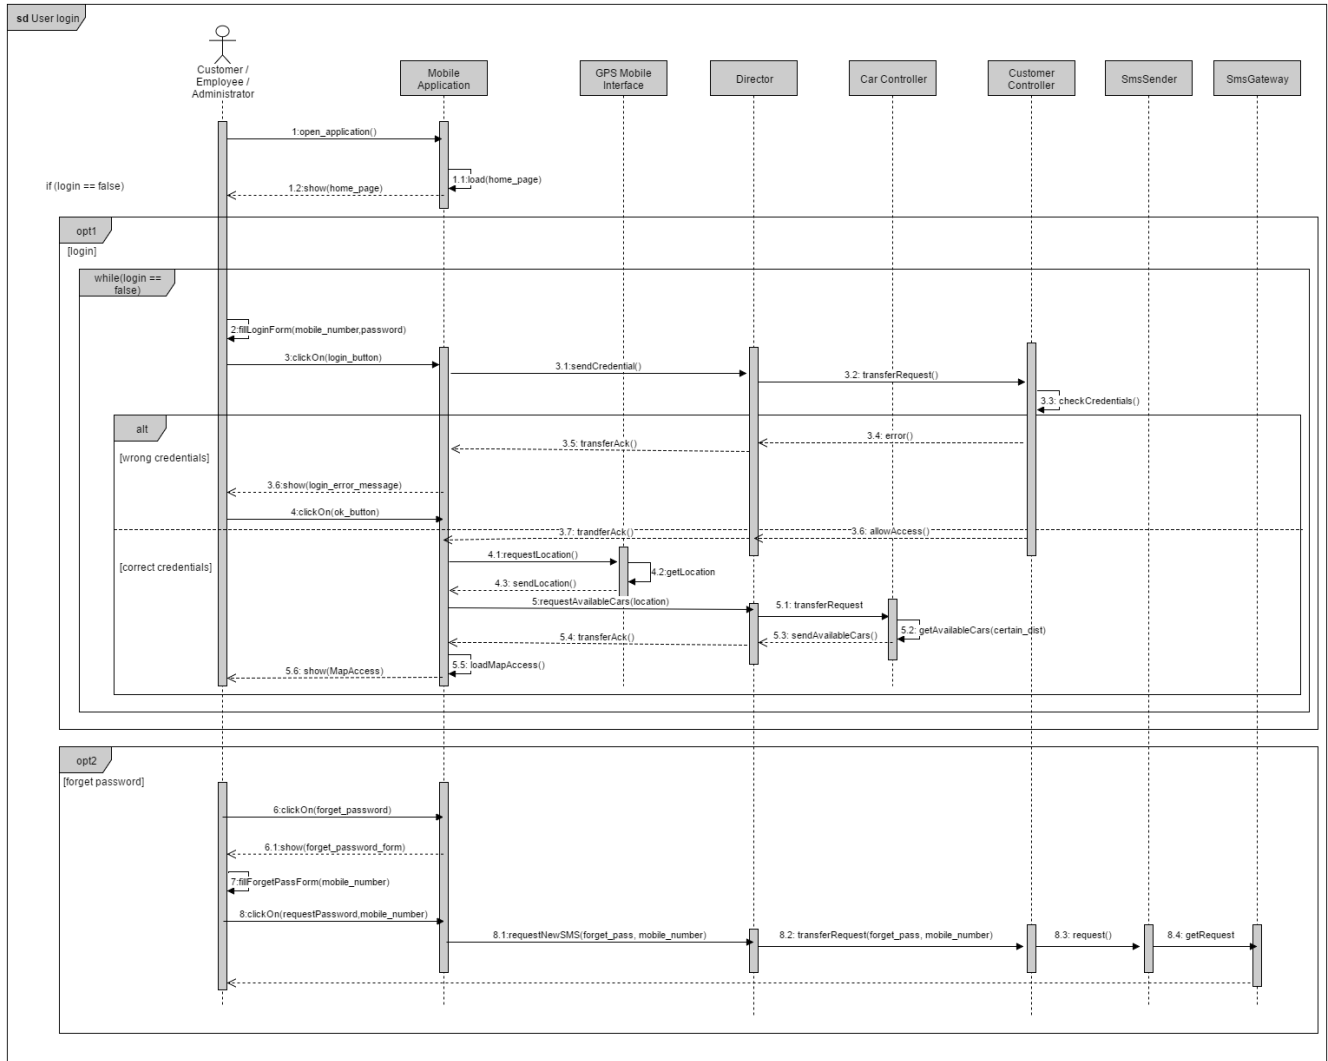 sd User login
Customer /
Employee /
Administrator
Mobile
Application
GPS Mobile
Interface
Director
Car Controller
Customer
Controller
SmsSender
SmsGateway
1:open_application()
1.1:load(home_page)
if (login == false)
1.2:show(home_page)
opt1
[login]
while(login ==
false)
2:fillLoginForm(mobile_number,password)
3:clickOn(login_button)
3.1:sendCredential()
3.2: transferRequest()
3.3: checkCredentials()
alt
[wrong credentials]
3.4: error()
3.5: transferAck()
3.6:show(login_error_message)
4:clickOn(ok_button)
3.6: allowAccess()
3.7: trandferAck()
[correct credentials]
4.1:requestLocation()
4.2:getLocation
4.3: sendLocation()
5:requestAvailableCars(location)
5.1: transferRequest
5.2: getAvailableCars(certain_dist)
5.3: sendAvailableCars()
5.4: transferAck()
5.5: loadMapAccess()
5.6: show(MapAccess)
opt2
[forget password]
6:clickOn(forget_password)
6.1:show(forget_password_form)
7:fillForgetPassForm(mobile_number)
8:clickOn(requestPassword,mobile_number)
8.1:requestNewSMS(forget_pass, mobile_number)
8.2: transferRequest(forget_pass, mobile_number)
8.3: request()
8.4: getRequest